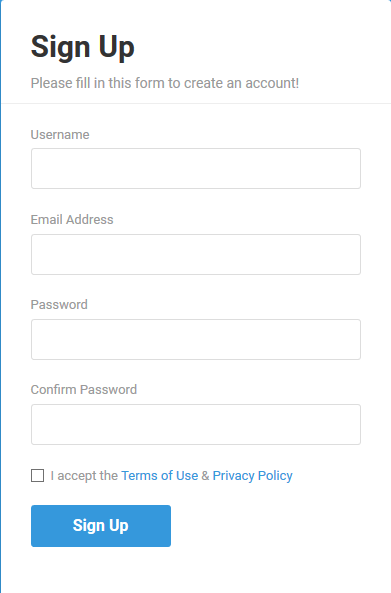 Sign Up
Please fill in this form to create an account!
Username
Email Address
Password
Confirm Password
I accept the Terms of Use & Privacy Policy
Sign Up